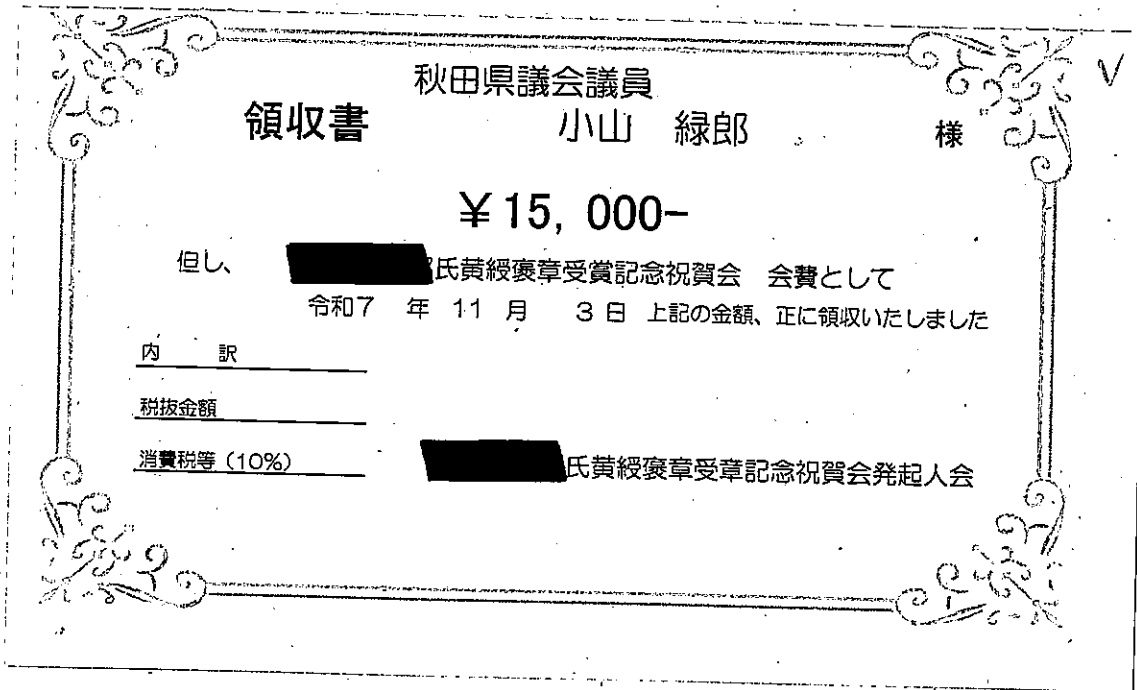 秋田県議会議員
領収書 小山 緑郎 様
¥15,000-
但し、 氏黄綬褒章受賞記念祝賀会 会費として
令和7 年 11 月 3日 上記の金額、正に領収いたしました
内 訳
税抜金額
消費税等(10%)
氏黄綬褒章受章記念祝賀会発起人会